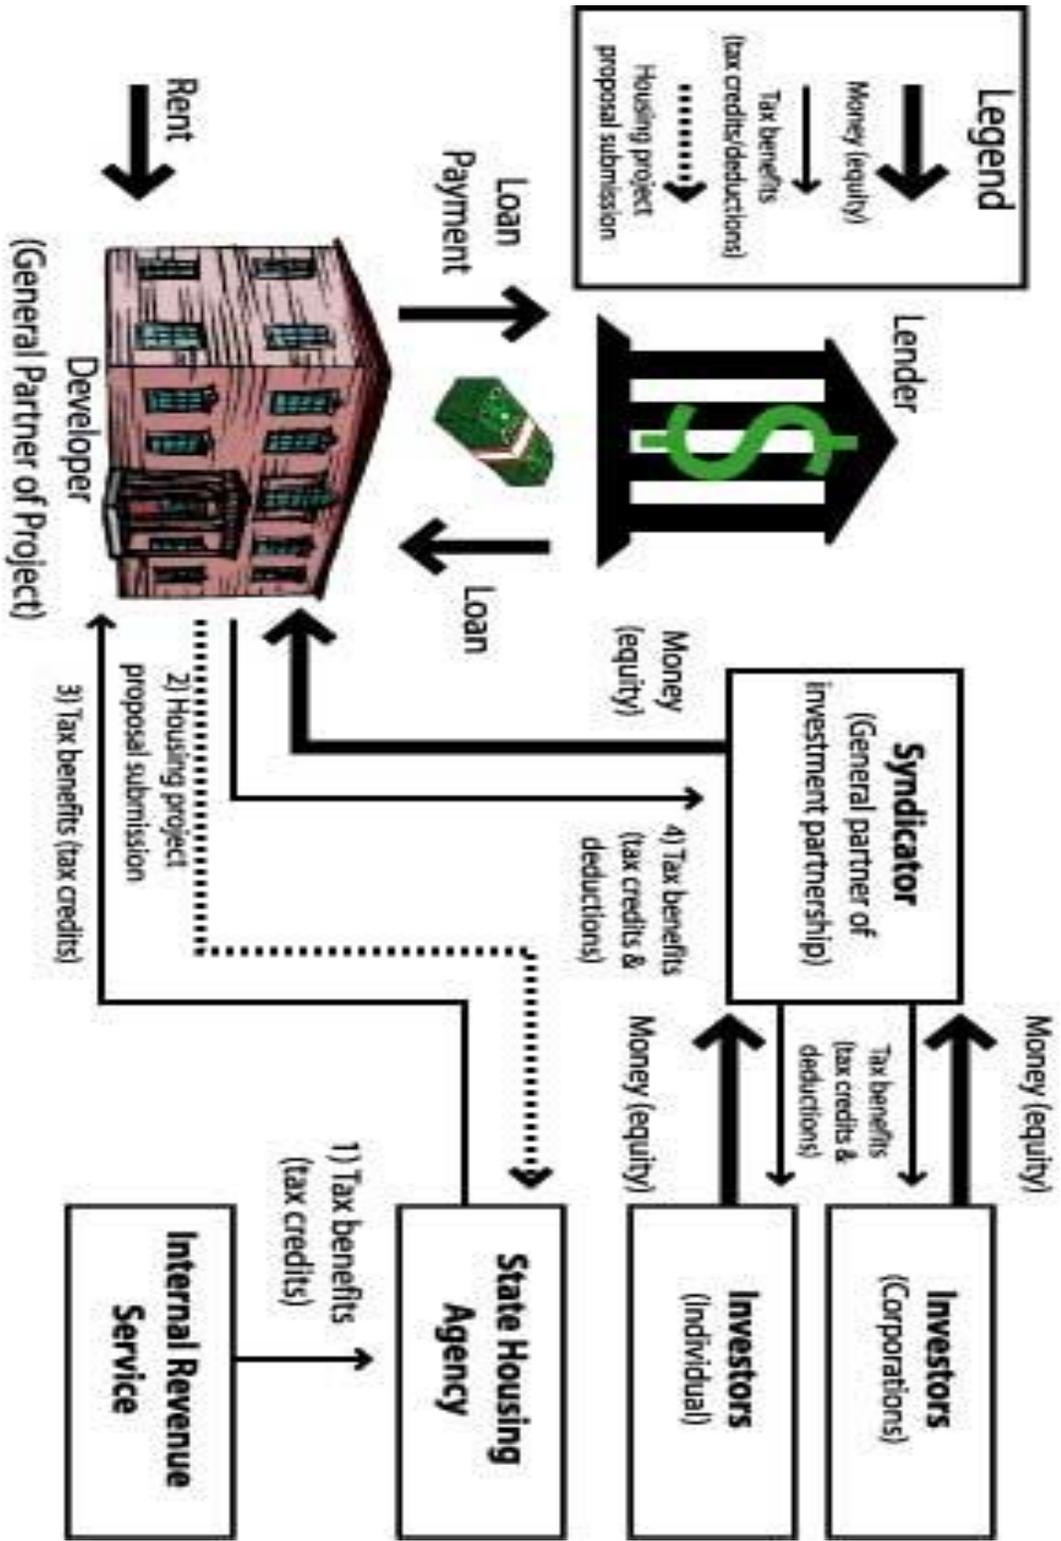 Legend
Money (equity)
Tax benefits
(tax credits/deductions)
Housing project
proposal submission
Lender
Loan
Payment
Loan
Rent
Developer
(General Partner of Project)
Money
(equity)
Syndicator
(General partner of
investment partnership)
4) Tax benefits
(tax credits &
deductions)
2) Housing project
proposal submission
3) Tax benefits (tax credits)
Money (equity)
Tax benefits
(tax credits &
deductions)
Money (equity)
Investors
(Corporations)
Investors
(Individual)
State Housing
Agency
1) Tax benefits
(tax credits)
Internal Revenue
Service